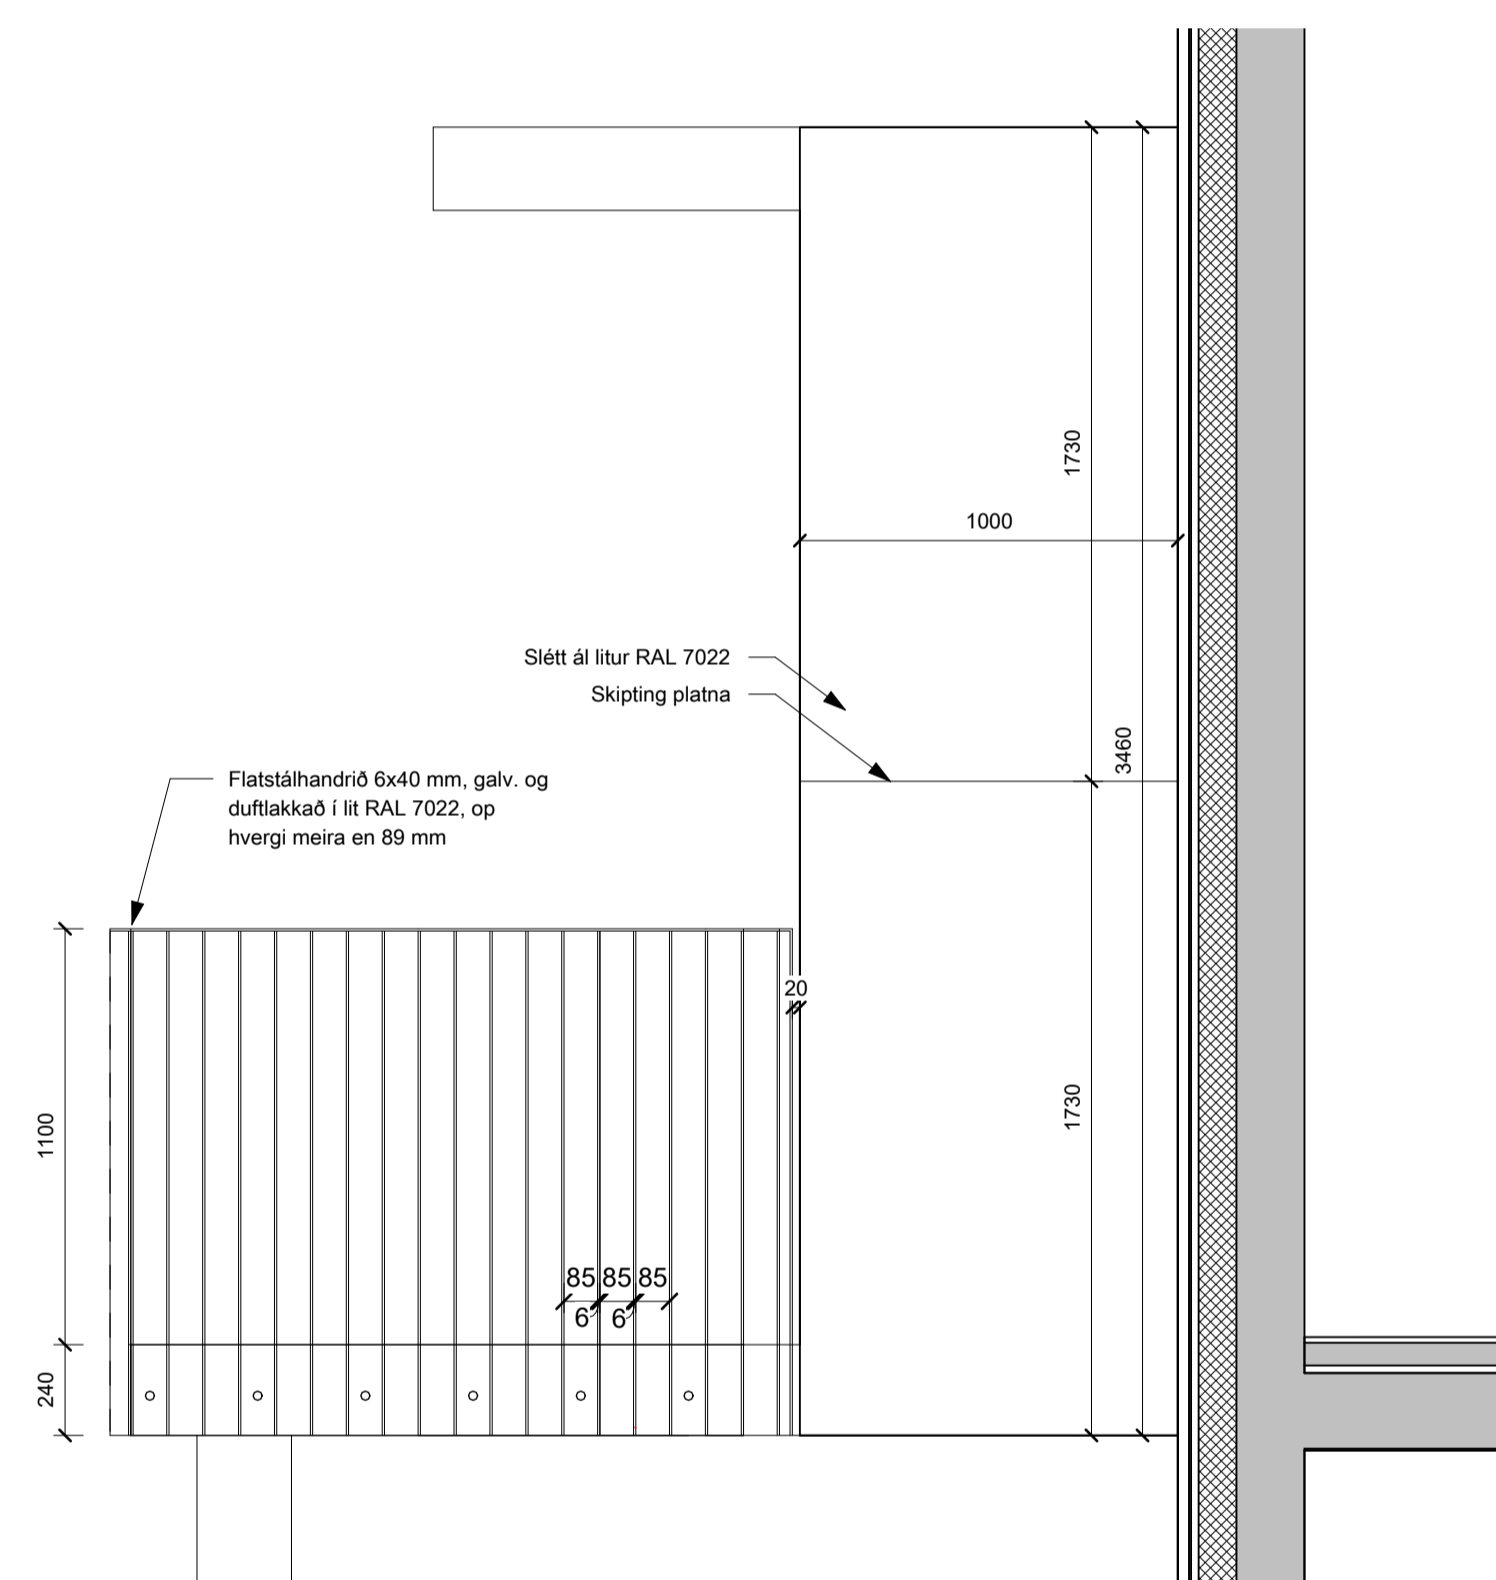 1730
1000
Slétt ál litur RAL 7022
Skipting platna
3460
Flatstálhandrið 6x40 mm, galv. og
duftlakkað í lit RAL 7022, op
hvergi meira en 89 mm
20
1100
1730
85 85 85
6 6
240